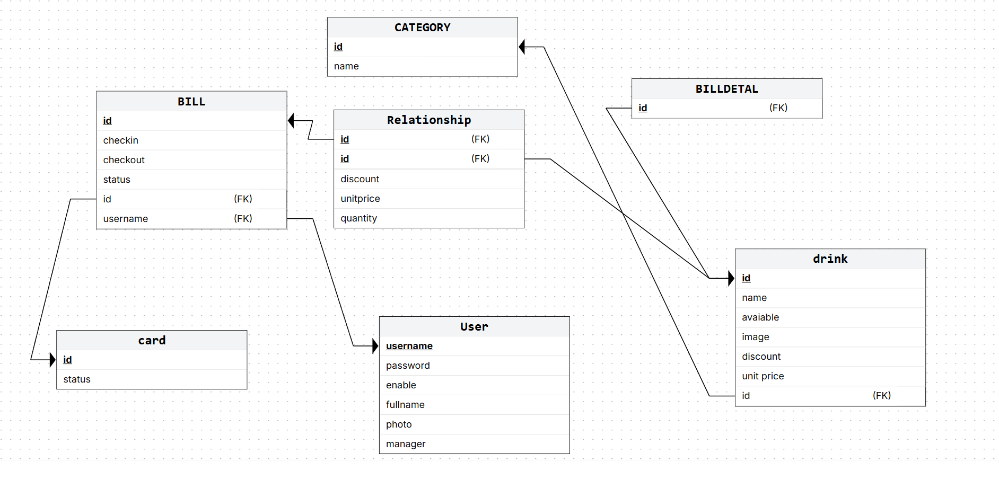 CATEGORY
id
name
BILLDETAL
id (FK)
BILL
id
checkin
checkout
status
id (FK)
username (FK)
Relationship
id (FK)
id (FK)
discount
unitprice
quantity
drink
id
name
avaiable
image
discount
unit price
id (FK)
card
id
status
User
username
password
enable
fullname
photo
manager